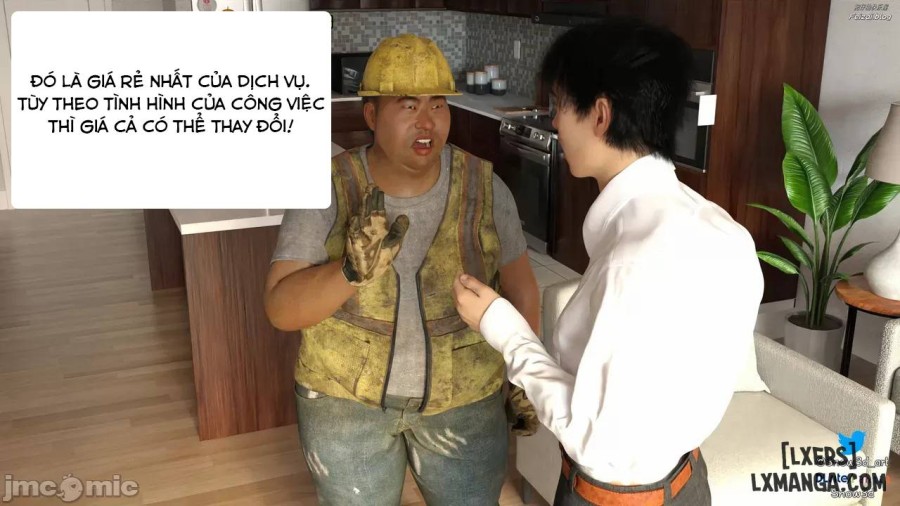 ĐÓ LÀ GIÁ RẺ NHẤT CỦA DỊCH VỤ.
TÙY THEO TÌNH HÌNH CỦA CÔNG VIỆC
THÌ GIÁ CẢ CÓ THỂ THAY ĐỔI!
jmcomic
[LXERS]
LXMANGA.COM